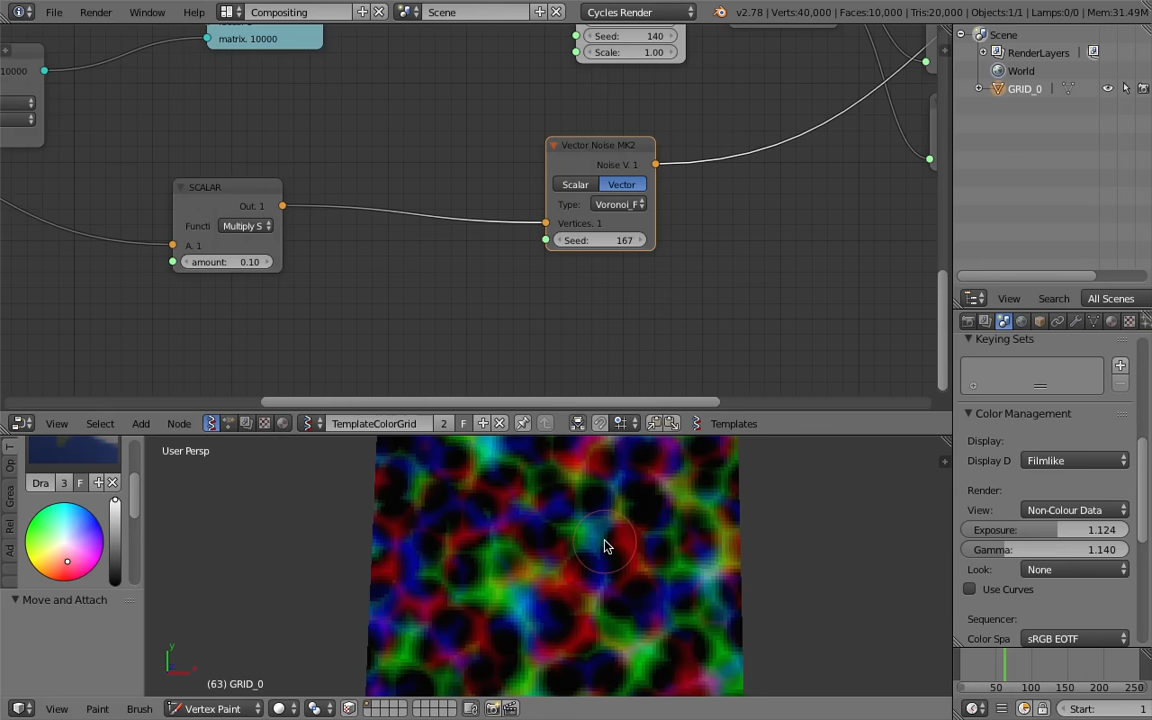 File Render Window Help Compositing Scene Cycles Render v2.78 | Verts:40,000 | Faces:10,000 | Tris:20,000 | Objects:1/1 | Lamps:0/0 | Mem:31.49M
matrix. 10000
10000
Seed: 140
Scale: 1.00
Scene
RenderLayers
World
GRID_0
Vector Noise MK2
Noise V. 1
Scalar Vector
Type: Voronoi_F
Vertices. 1
Seed: 167
SCALAR
Out. 1
Functi Multiply S
A. 1
amount: 0.10
View Search All Scenes
Keying Sets
Color Management
Display:
Display D Filmlike
Render:
View: Non-Colour Data
Exposure: 1.124
Gamma: 1.140
Look: None
Use Curves
Sequencer:
Color Spa sRGB EOTF
View Select Add Node TemplateColorGrid 2 F Templates
T
Op
Grea
Rel
Ad
Dra 3 F
Move and Attach
User Persp
y
x
(63) GRID_0
50 100 150 200 250
View Paint Brush Vertex Paint
Start: 1